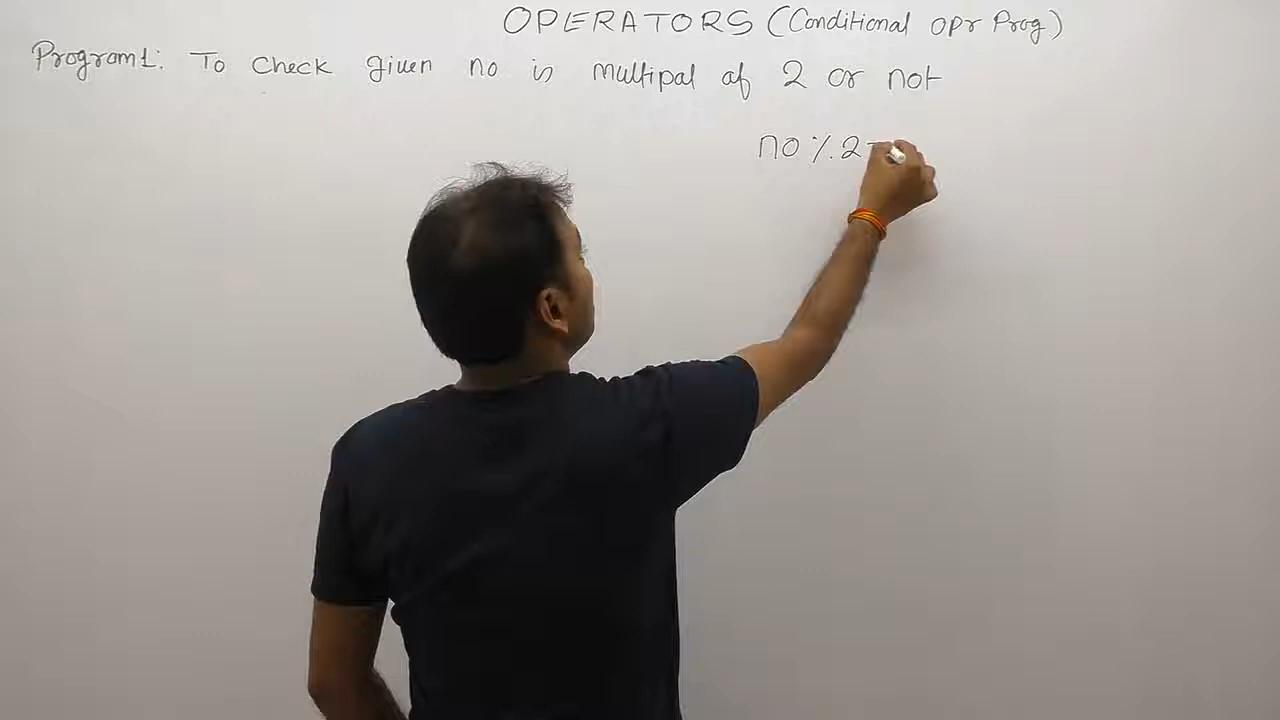 OPERATORS (Conditional opr Prog)
Program1: To check given no is multipal of 2 or not
no % 2